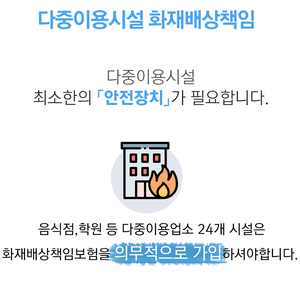 다중이용시설 화재배상책임
다중이용시설
최소한의 「안전장치」가 필요합니다.
음식점,학원 등 다중이용업소 24개 시설은
화재배상책임보험을 의무적으로 가입하셔야합니다.